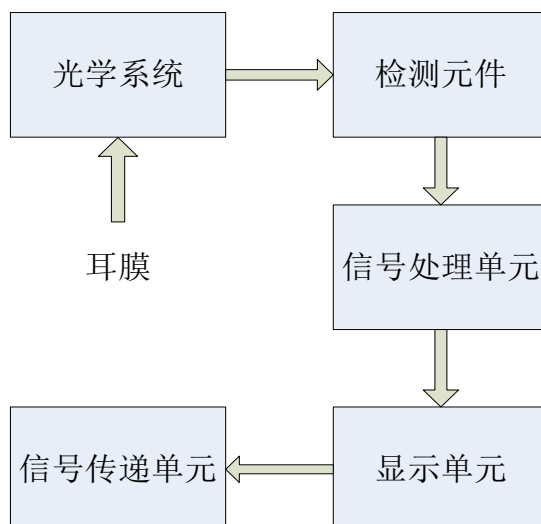 光学系统
检测元件
耳膜
信号处理单元
信号传递单元
显示单元